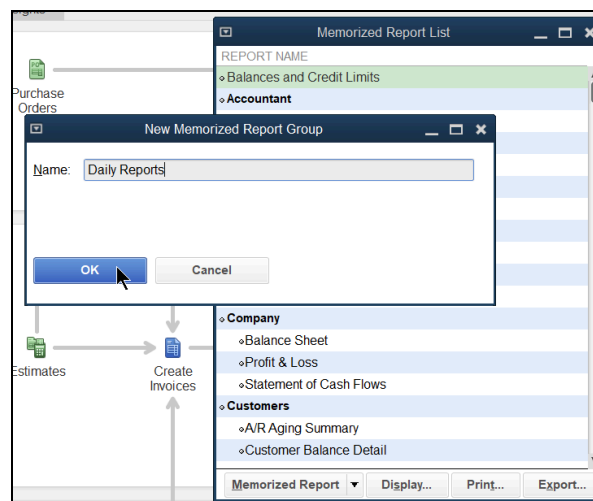 Memorized Report List
REPORT NAME
Balances and Credit Limits
Accountant
Purchase
Orders
New Memorized Report Group
Name:
Daily Reports
OK
Cancel
Company
Balance Sheet
Profit & Loss
Statement of Cash Flows
Customers
A/R Aging Summary
Customer Balance Detail
Estimates
Create
Invoices
Memorized Report
Display...
Print...
Export...